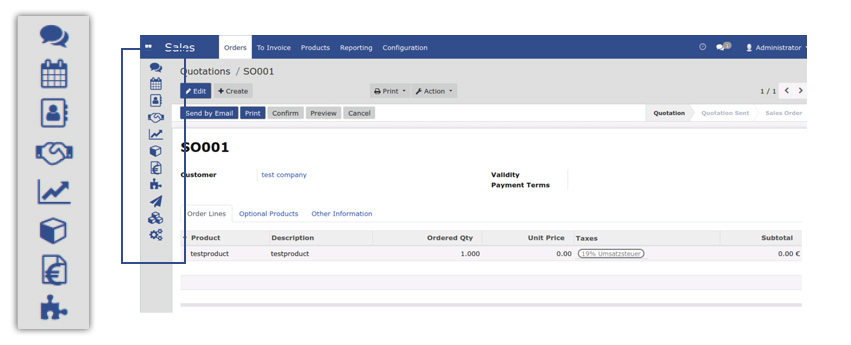 Sales Orders To Invoice Products Reporting Configuration Administrator
Quotations / SO001
Edit + Create Print Action 1 / 1
Send by Email Print Confirm Preview Cancel Quotation Quotation Sent Sales Order
SO001
Customer test company Validity
Payment Terms
Order Lines Optional Products Other Information
Product Description Ordered Qty Unit Price Taxes Subtotal
testproduct testproduct 1.000 0.00 19% Umsatzsteuer 0.00 €